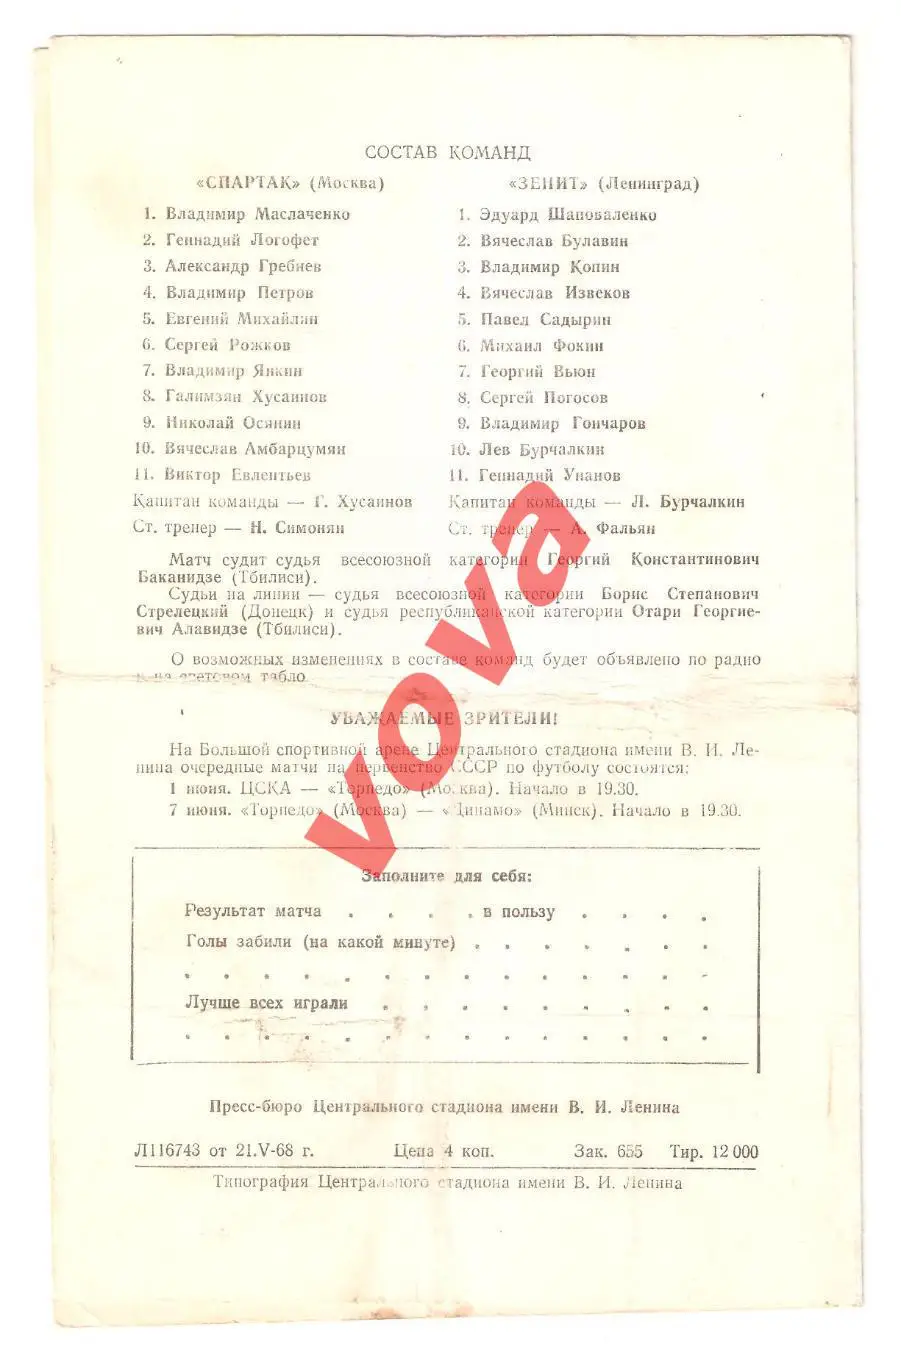 СОСТАВ КОМАНД
«СПАРТАК» (Москва)
1. Владимир Маслаченко
2. Геннадий Логофет
3. Александр Гребнев
4. Владимир Петров
5. Евгений Михайлин
6. Сергей Рожков
7. Владимир Янкин
8. Галимзян Хусаинов
9. Николай Осянин
10. Вячеслав Амбарцумян
11. Виктор Евлентьев
Капитан команды — Г. Хусаинов
Ст. тренер — Н. Симонян
«ЗЕНИТ» (Ленинград)
1. Эдуард Шаповаленко
2. Вячеслав Булавин
3. Владимир Копин
4. Вячеслав Извеков
5. Павел Садырин
6. Михаил Фокин
7. Георгий Вьюн
8. Сергей Погосов
9. Владимир Гончаров
10. Лев Бурчалкин
11. Геннадий Унанов
Капитан команды — Л. Бурчалкин
Ст. тренер — А. Фальян
Матч судит судья всесоюзной категории Георгий Константинович
Баканидзе (Тбилиси).
Судьи на линии — судья всесоюзной категории Борис Степанович
Стрелецкий (Донецк) и судья республиканской категории Отари Георгие-
вич Алавидзе (Тбилиси).
О возможных изменениях в составе команд будет объявлено по радио
и на световом табло.
УВАЖАЕМЫЕ ЗРИТЕЛИ!
На Большой спортивной арене Центрального стадиона имени В. И. Ле-
нина очередные матчи на первенство СССР по футболу состоятся:
1 июня. ЦСКА — «Торпедо» (Москва). Начало в 19.30.
7 июня. «Торпедо» (Москва) — «Динамо» (Минск). Начало в 19.30.
Заполните для себя:
Результат матча . . . . в пользу . . . .
Голы забили (на какой минуте) . . . . . . .
. . . . . . . . . . . . . .
Лучше всех играли . . . . . . . . .
. . . . . . . . . . . . . .
Пресс-бюро Центрального стадиона имени В. И. Ленина
Л116743 от 21.V-68 г. Цена 4 коп. Зак. 655 Тир. 12 000
Типография Центрального стадиона имени В. И. Ленина
vova